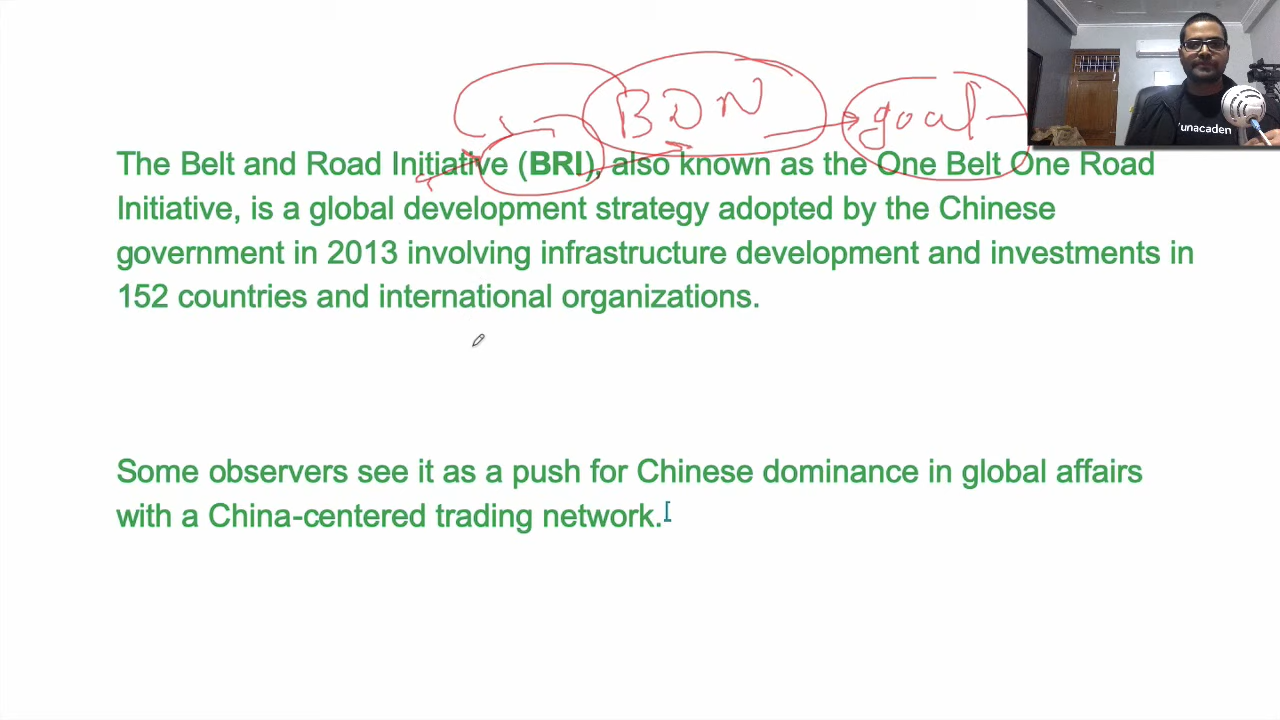 BDN
goal
The Belt and Road Initiative (BRI), also known as the One Belt One Road
Initiative, is a global development strategy adopted by the Chinese
government in 2013 involving infrastructure development and investments in
152 countries and international organizations.
Some observers see it as a push for Chinese dominance in global affairs
with a China-centered trading network.[
unacaden